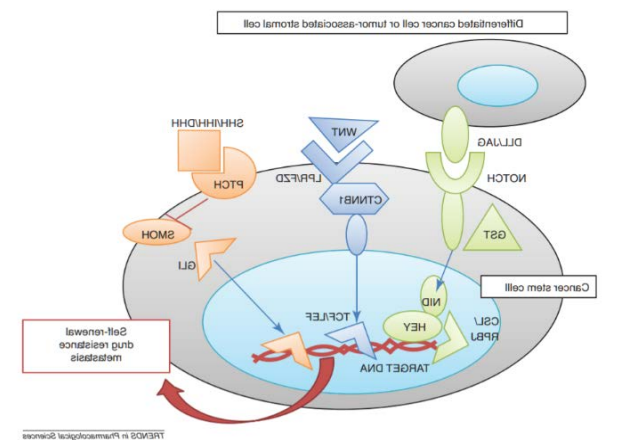 Differentiated cancer cell or tumor-associated stromal cell
DLL/JAG
NOTCH
GST
WNT
LPR/FZD
CTNNB1
SHH/IHH/DHH
PTCH
SMOH
GLI
Cancer stem celll
NID
HEY
CSL/
RPBJ
TCF/LEF
TARGET DNA
Self-renewal
drug resistance
metastasis
TRENDS in Pharmacological Sciences